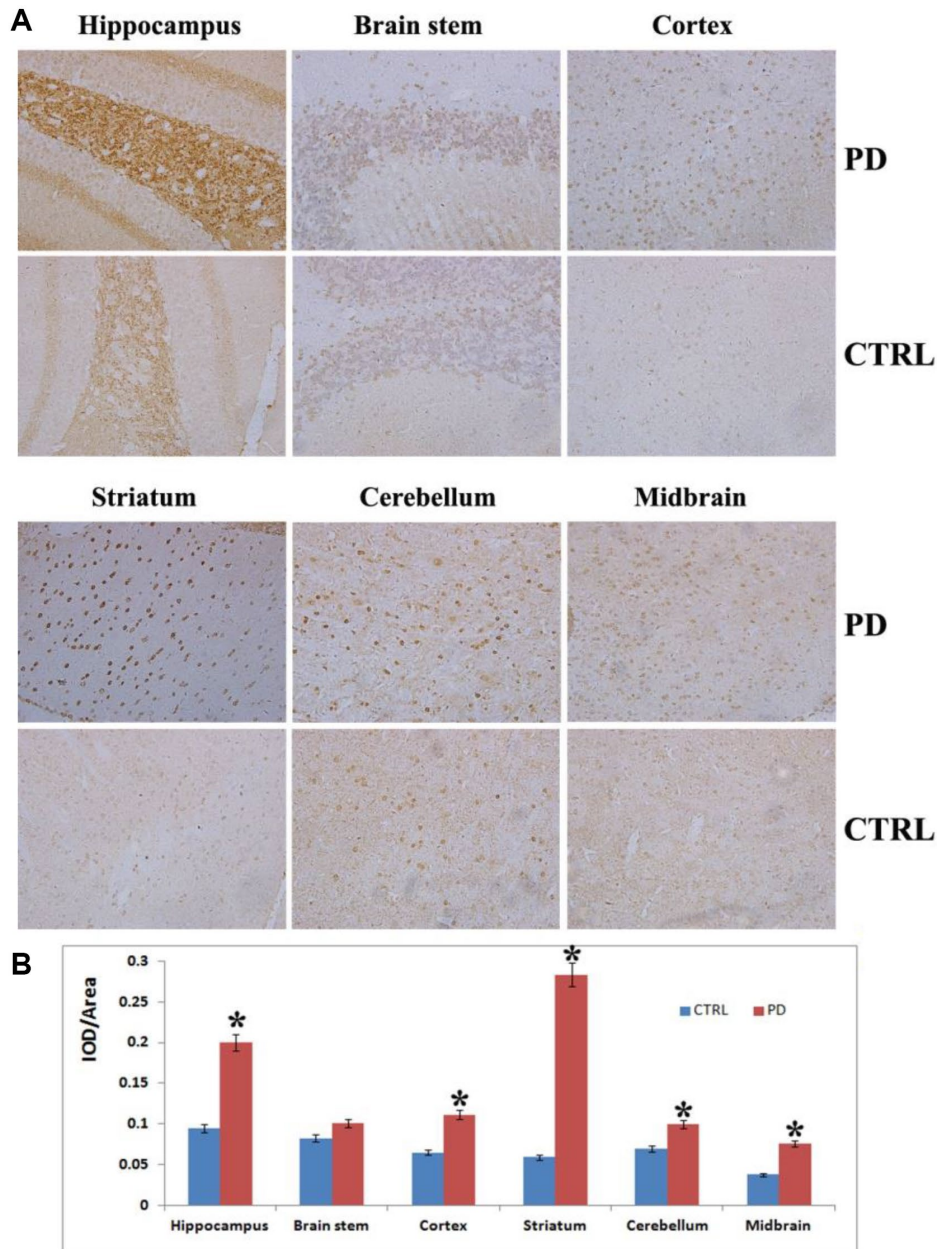 A
Hippocampus Brain stem Cortex
PD
CTRL
Striatum Cerebellum Midbrain
PD
CTRL
B
IOD/Area
0.3
0.25
0.2
0.15
0.1
0.05
0
* * * * *
CTRL PD
Hippocampus Brain stem Cortex Striatum Cerebellum Midbrain